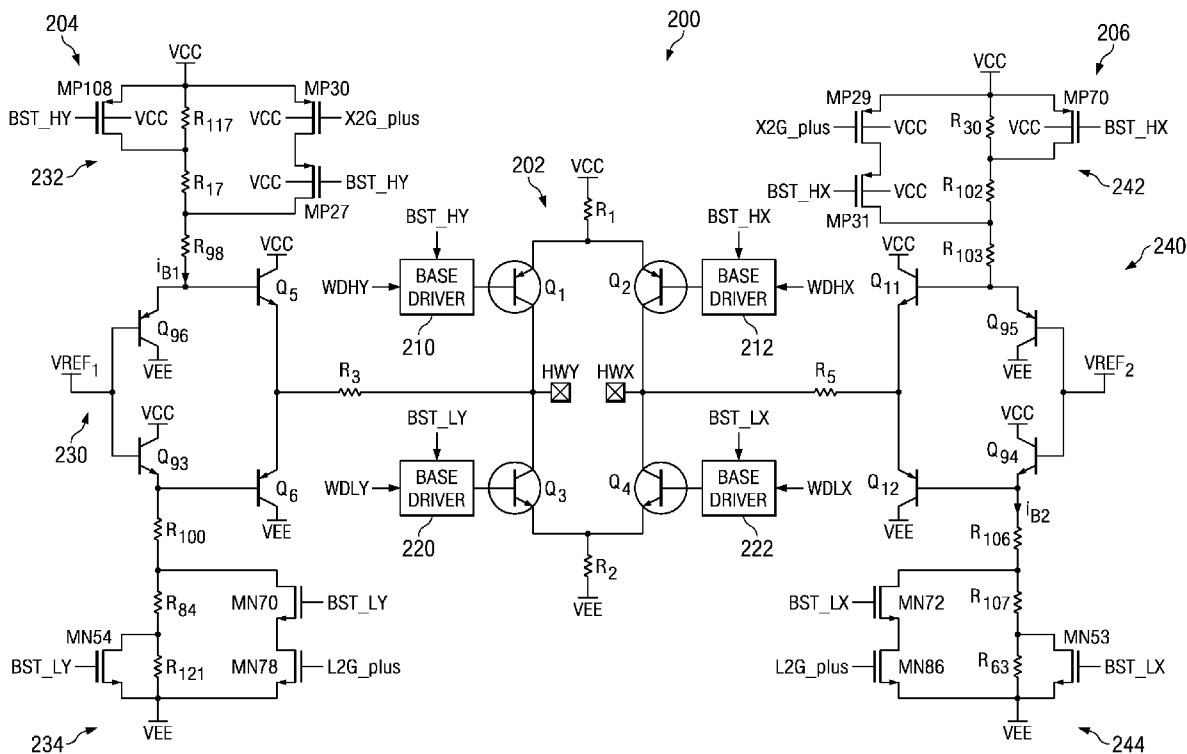 200
204
VCC
MP108
MP30
BST_HY
VCC
R117
VCC
X2G_plus
232
R17
VCC
BST_HY
MP27
R98
iB1
VCC
Q5
Q96
VEE
VREF1
230
VCC
Q93
Q6
VEE
R100
R84
MN70
BST_LY
MN54
BST_LY
R121
MN78
L2G_plus
VEE
234
R3
202
VCC
R1
BST_HY
WDHY
BASE
DRIVER
210
Q1
Q2
BST_HX
BASE
DRIVER
WDHX
212
HWY
HWX
BST_LY
WDLY
BASE
DRIVER
220
Q3
Q4
BST_LX
BASE
DRIVER
WDLX
222
R2
VEE
R5
206
VCC
MP29
MP70
X2G_plus
VCC
R30
VCC
BST_HX
242
BST_HX
VCC
R102
MP31
R103
240
VCC
Q11
Q95
VEE
VREF2
VCC
Q94
Q12
VEE
iB2
R106
BST_LX
MN72
R107
MN53
L2G_plus
MN86
R63
BST_LX
VEE
244